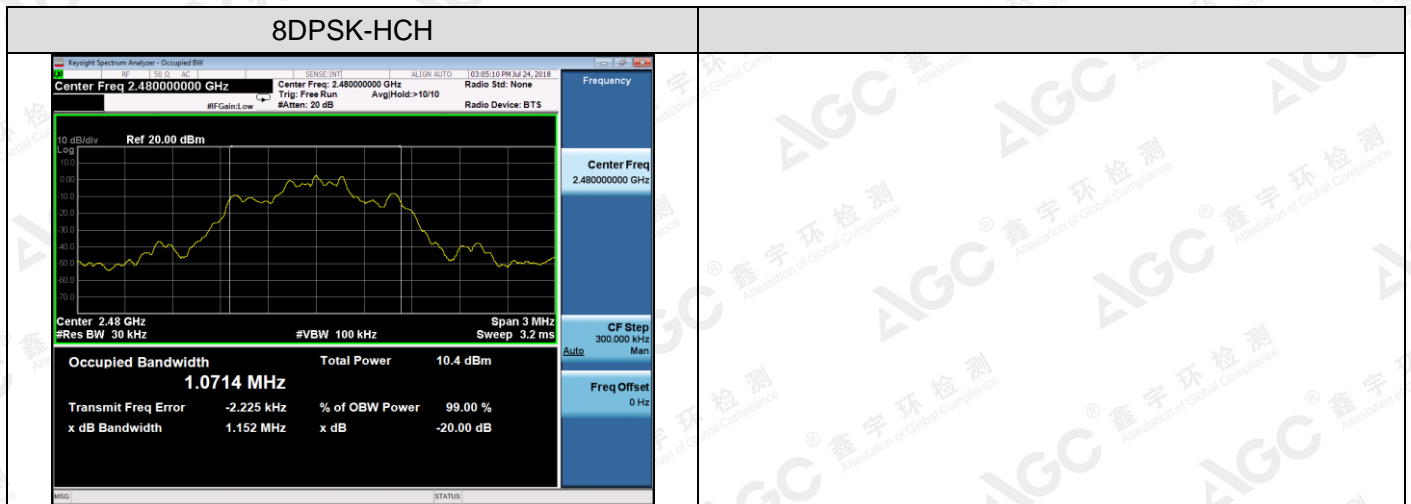 8DPSK-HCH
Keysight Spectrum Analyzer - Occupied BW
RF 50 Ω AC SENSE:INT ALIGN AUTO 03:05:10 PM Jul 24, 2018
Center Freq 2.480000000 GHz
Center Freq: 2.480000000 GHz
Radio Std: None
Trig: Free Run Avg|Hold:>10/10
#IFGain:Low #Atten: 20 dB Radio Device: BTS
Frequency
10 dB/div Ref 20.00 dBm
Log
10.0
0.00
-10.0
-20.0
-30.0
-40.0
-50.0
-60.0
-70.0
Center Freq
2.480000000 GHz
Center 2.48 GHz Span 3 MHz
#Res BW 30 kHz #VBW 100 kHz Sweep 3.2 ms
CF Step
300.000 kHz
Auto Man
Occupied Bandwidth Total Power 10.4 dBm
1.0714 MHz
Transmit Freq Error -2.225 kHz % of OBW Power 99.00 %
x dB Bandwidth 1.152 MHz x dB -20.00 dB
Freq Offset
0 Hz
MSG STATUS
AGC
鑫宇环检测
Attestation of Global Compliance